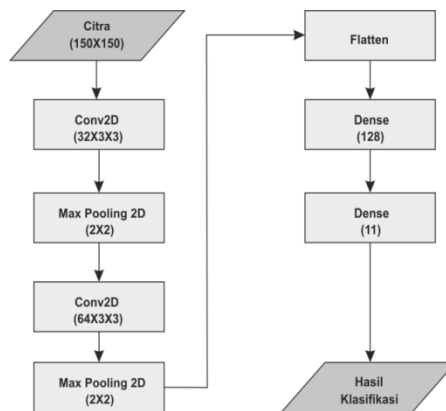 Citra
(150X150)
Conv2D
(32X3X3)
Max Pooling 2D
(2X2)
Conv2D
(64X3X3)
Max Pooling 2D
(2X2)
Flatten
Dense
(128)
Dense
(11)
Hasil
Klasifikasi